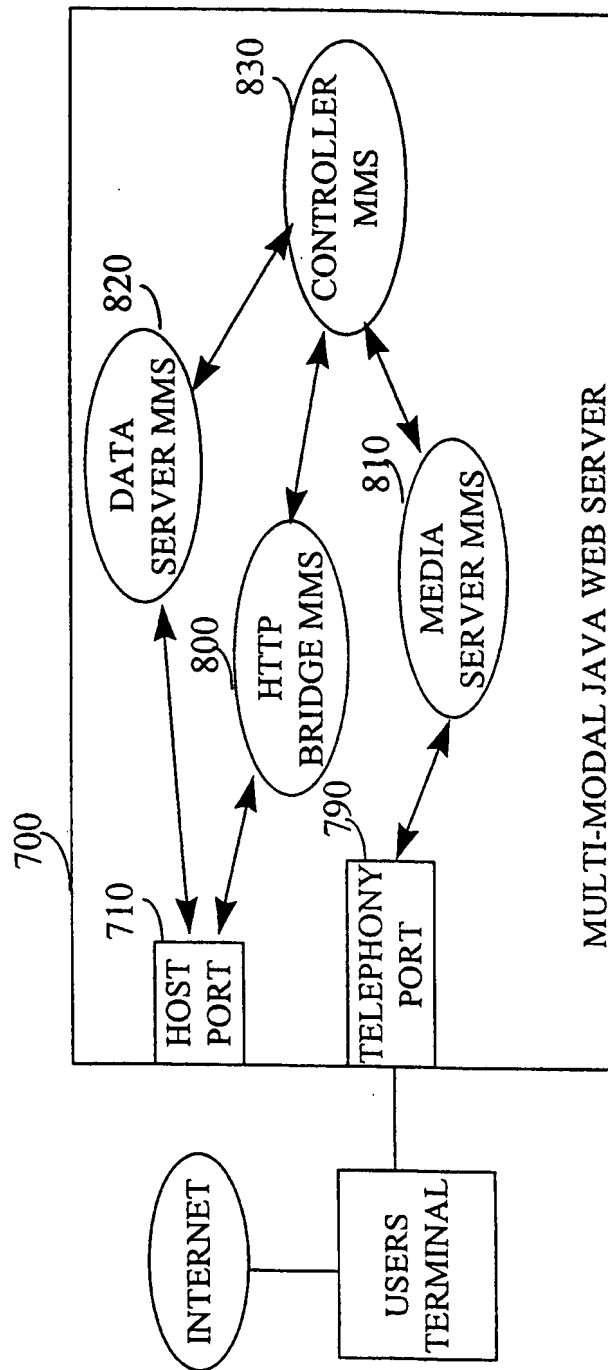 700
INTERNET
USERS
TERMINAL
710
HOST
PORT
790
TELEPHONY
PORT
820
DATA
SERVER MMS
800
HTTP
BRIDGE MMS
810
MEDIA
SERVER MMS
830
CONTROLLER
MMS
MULTI-MODAL JAVA WEB SERVER